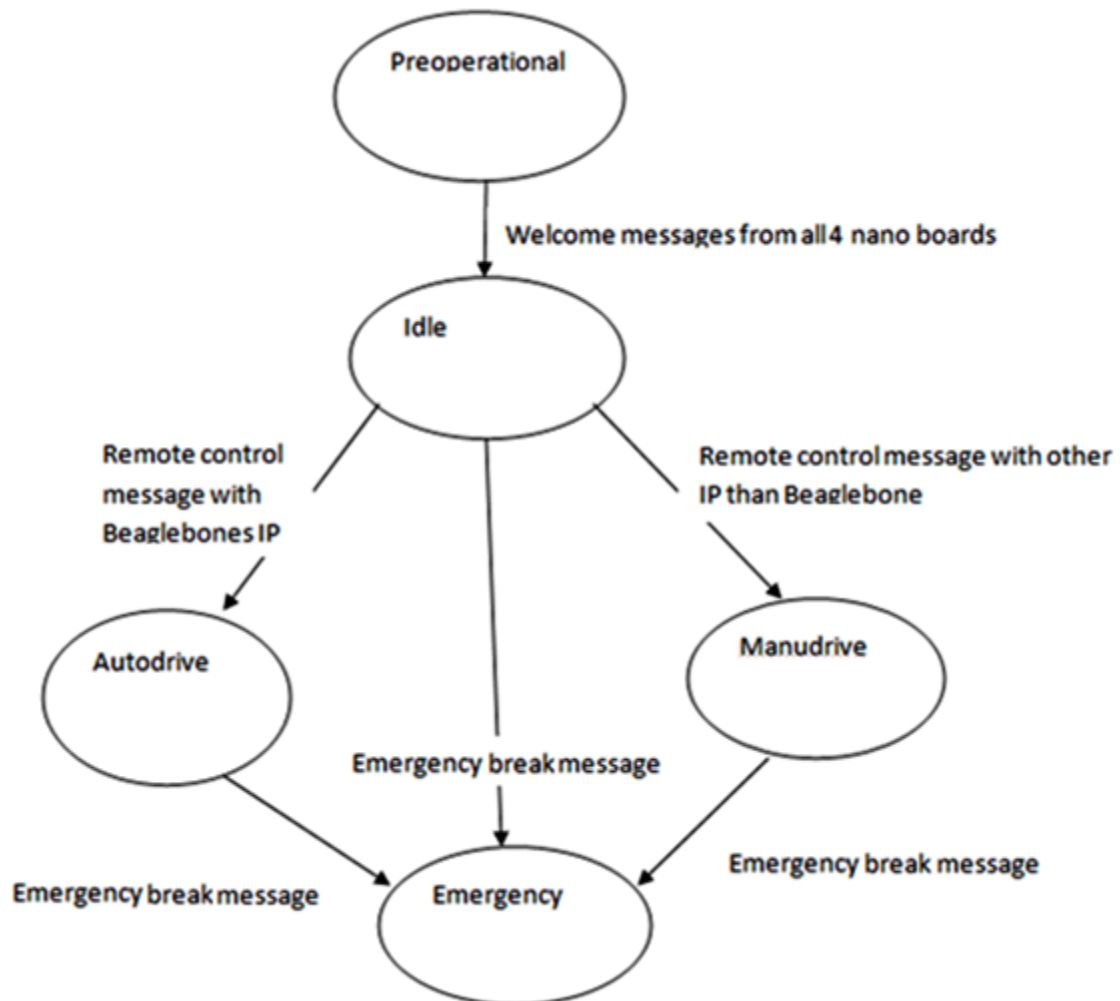 Preoperational
Welcome messages from all 4 nano boards
Idle
Remote control
message with
Beaglebones IP
Remote control message with other
IP than Beaglebone
Autodrive
Manudrive
Emergency break message
Emergency break message
Emergency break message
Emergency